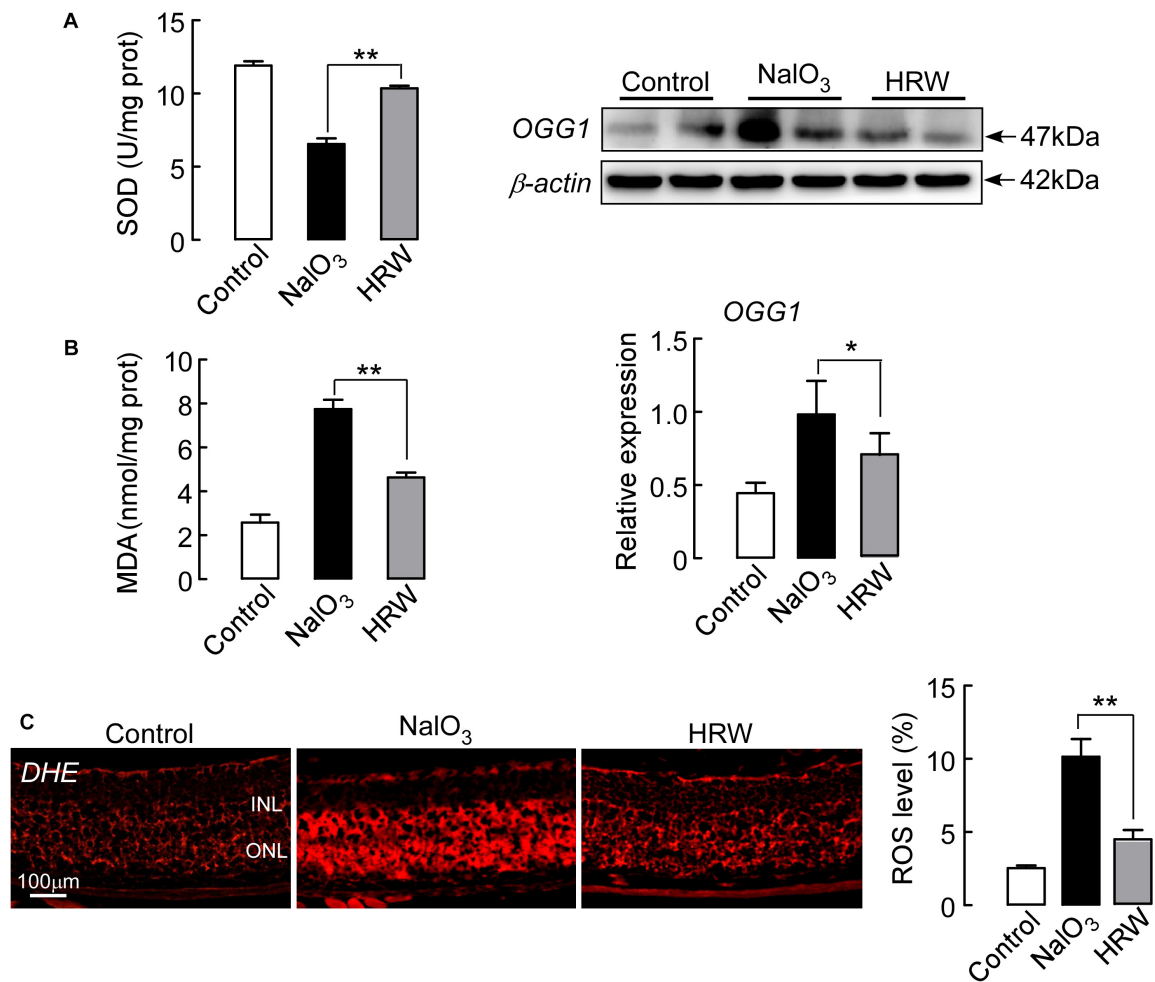 A
SOD (U/mg prot)
15
10
5
0
**
Control
NaIO3
HRW
Control
NaIO3
HRW
OGG1
47kDa
β-actin
42kDa
B
MDA (nmol/mg prot)
10
8
6
4
2
0
**
Control
NaIO3
HRW
OGG1
Relative expression
1.5
1.0
0.5
0
*
Control
NaIO3
HRW
C
Control
NaIO3
HRW
DHE
INL
ONL
100μm
ROS level (%)
15
10
5
0
**
Control
NaIO3
HRW